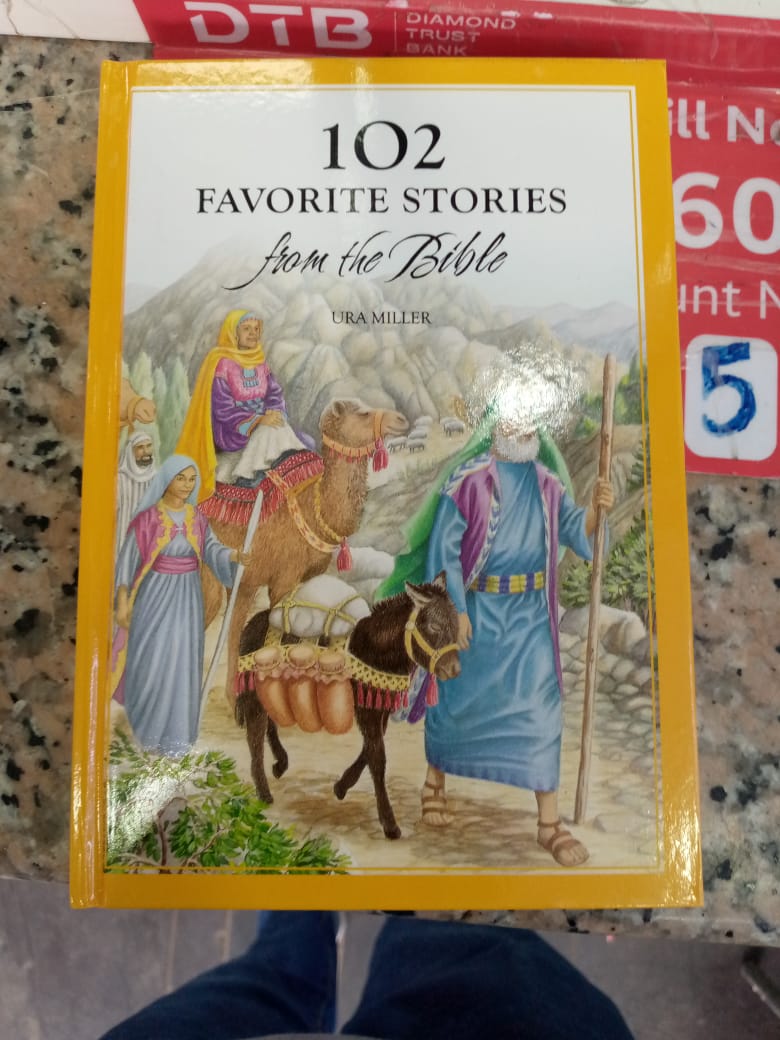 DTB
DIAMOND
TRUST
BANK
102
FAVORITE STORIES
from the Bible
URA MILLER
60
5